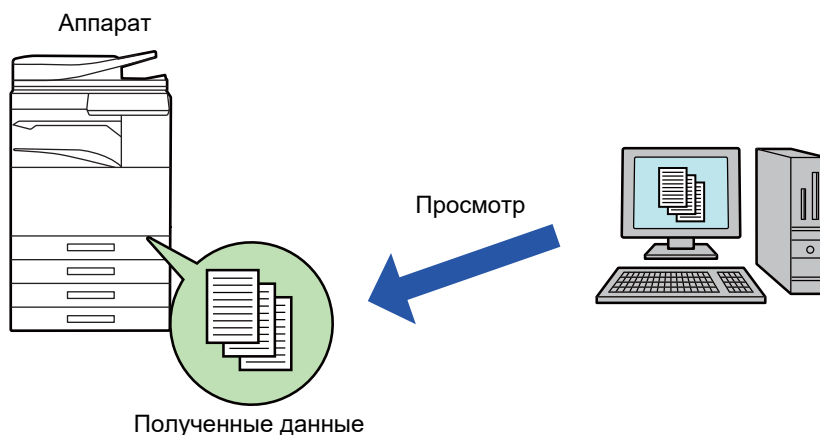 Аппарат
Просмотр
Полученные данные